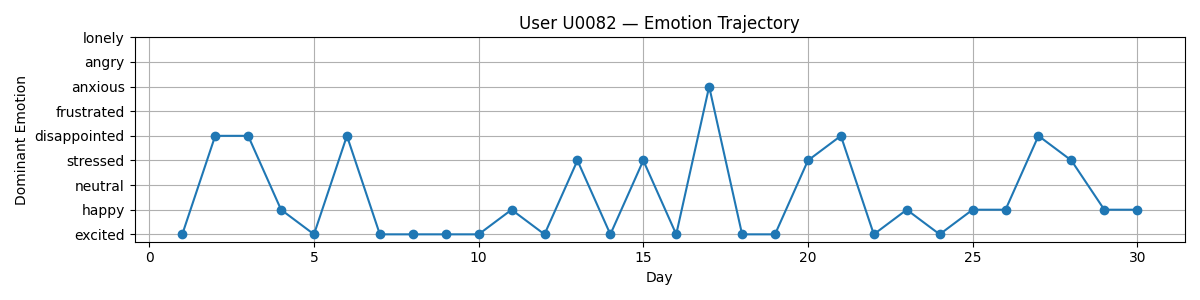 User U0082 — Emotion Trajectory
Dominant Emotion
lonely
angry
anxious
frustrated
disappointed
stressed
neutral
happy
excited
0 5 10 15 20 25 30
Day